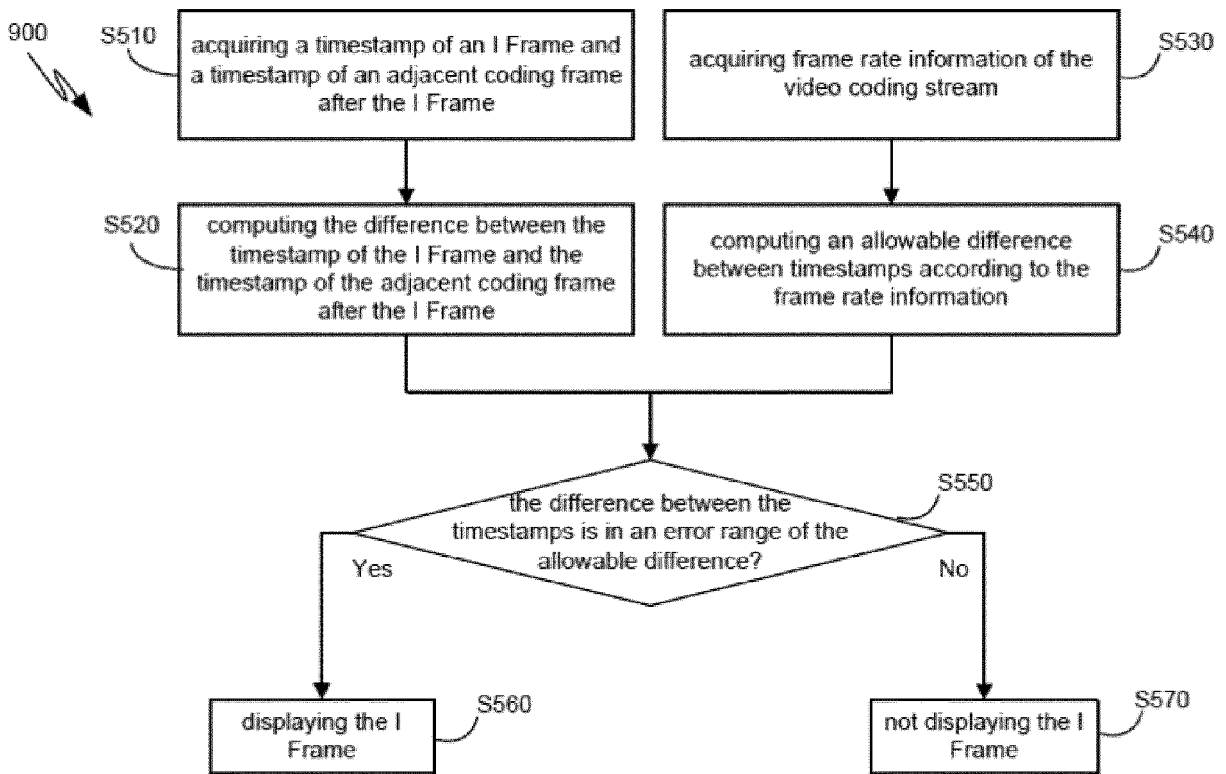 900
S510
acquiring a timestamp of an I Frame and
a timestamp of an adjacent coding frame
after the I Frame
S530
acquiring frame rate information of the
video coding stream
S520
computing the difference between the
timestamp of the I Frame and the
timestamp of the adjacent coding frame
after the I Frame
S540
computing an allowable difference
between timestamps according to the
frame rate information
S550
the difference between the
timestamps is in an error range of the
allowable difference?
Yes
No
S560
displaying the I
Frame
S570
not displaying the I
Frame